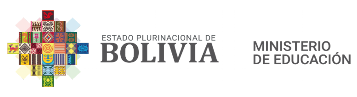 ESTADO PLURINACIONAL DE
BOLIVIA
MINISTERIO
DE EDUCACIÓN